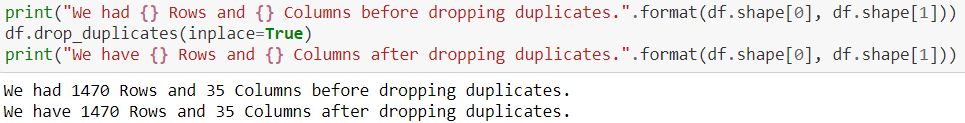 print("We had {} Rows and {} Columns before dropping duplicates.".format(df.shape[0], df.shape[1]))
df.drop_duplicates(inplace=True)
print("We have {} Rows and {} Columns after dropping duplicates.".format(df.shape[0], df.shape[1]))
We had 1470 Rows and 35 Columns before dropping duplicates.
We have 1470 Rows and 35 Columns after dropping duplicates.